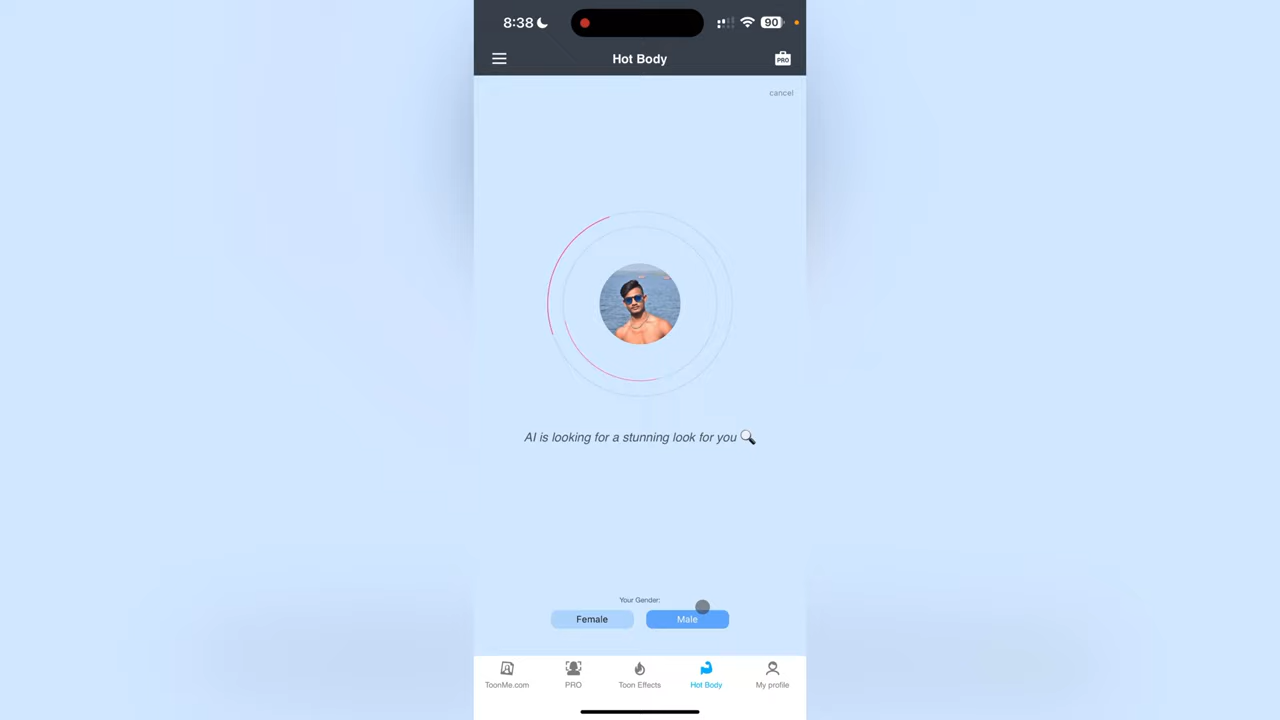 8:38
90
Hot Body
PRO
cancel
AI is looking for a stunning look for you
Your Gender:
Female
Male
ToonMe.com
PRO
Toon Effects
Hot Body
My profile